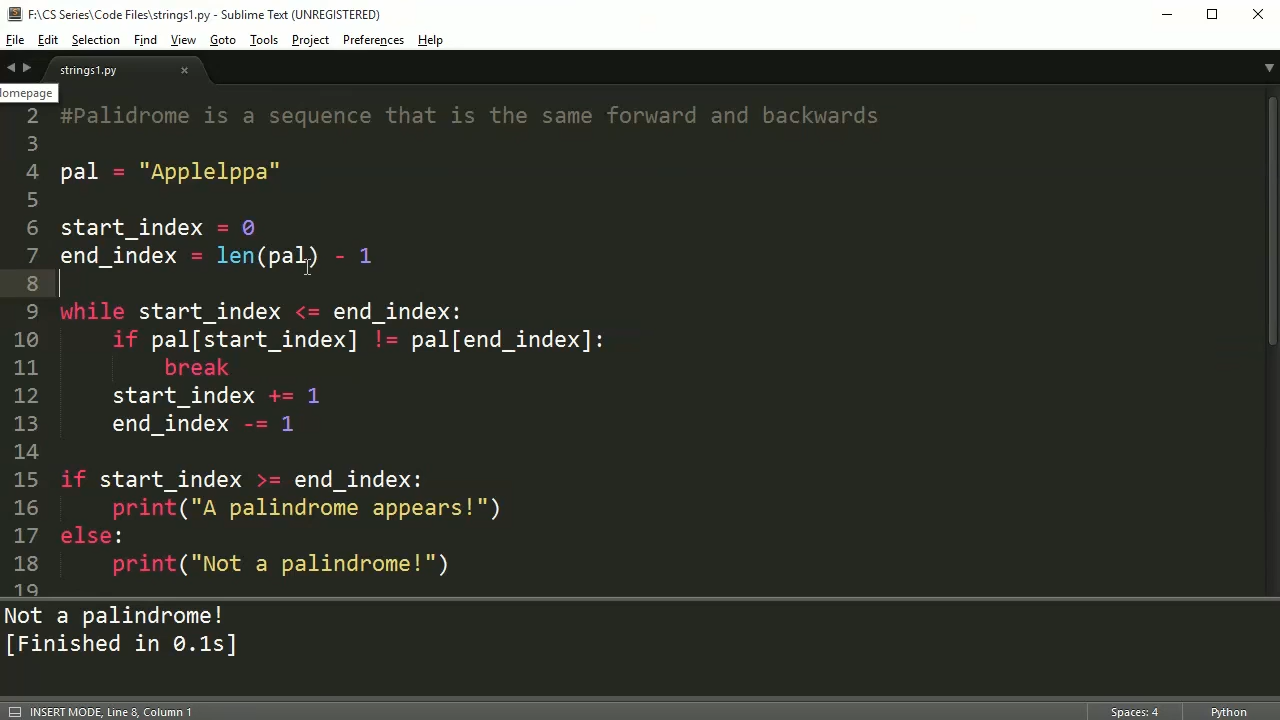 F:\CS Series\Code Files\strings1.py - Sublime Text (UNREGISTERED)
File Edit Selection Find View Goto Tools Project Preferences Help
strings1.py ×
omepage
2 #Palidrome is a sequence that is the same forward and backwards
3
4 pal = "Applelppa"
5
6 start_index = 0
7 end_index = len(pal) - 1
8
9 while start_index <= end_index:
10 if pal[start_index] != pal[end_index]:
11 break
12 start_index += 1
13 end_index -= 1
14
15 if start_index >= end_index:
16 print("A palindrome appears!")
17 else:
18 print("Not a palindrome!")
19
Not a palindrome!
[Finished in 0.1s]
INSERT MODE, Line 8, Column 1 Spaces: 4 Python